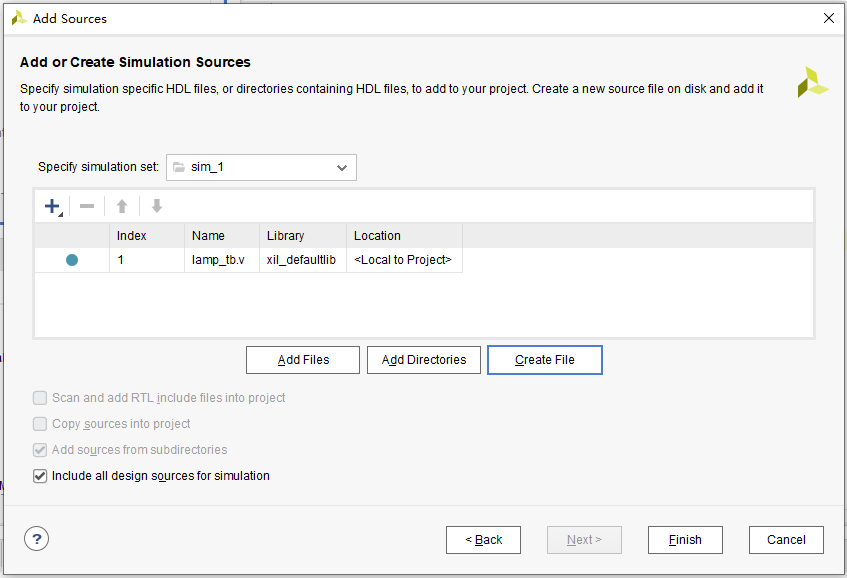 Add Sources
Add or Create Simulation Sources
Specify simulation specific HDL files, or directories containing HDL files, to add to your project. Create a new source file on disk and add it
to your project.
Specify simulation set: sim_1
Index Name Library Location
1 lamp_tb.v xil_defaultlib <Local to Project>
Add Files Add Directories Create File
Scan and add RTL include files into project
Copy sources into project
Add sources from subdirectories
Include all design sources for simulation
? < Back Next > Finish Cancel